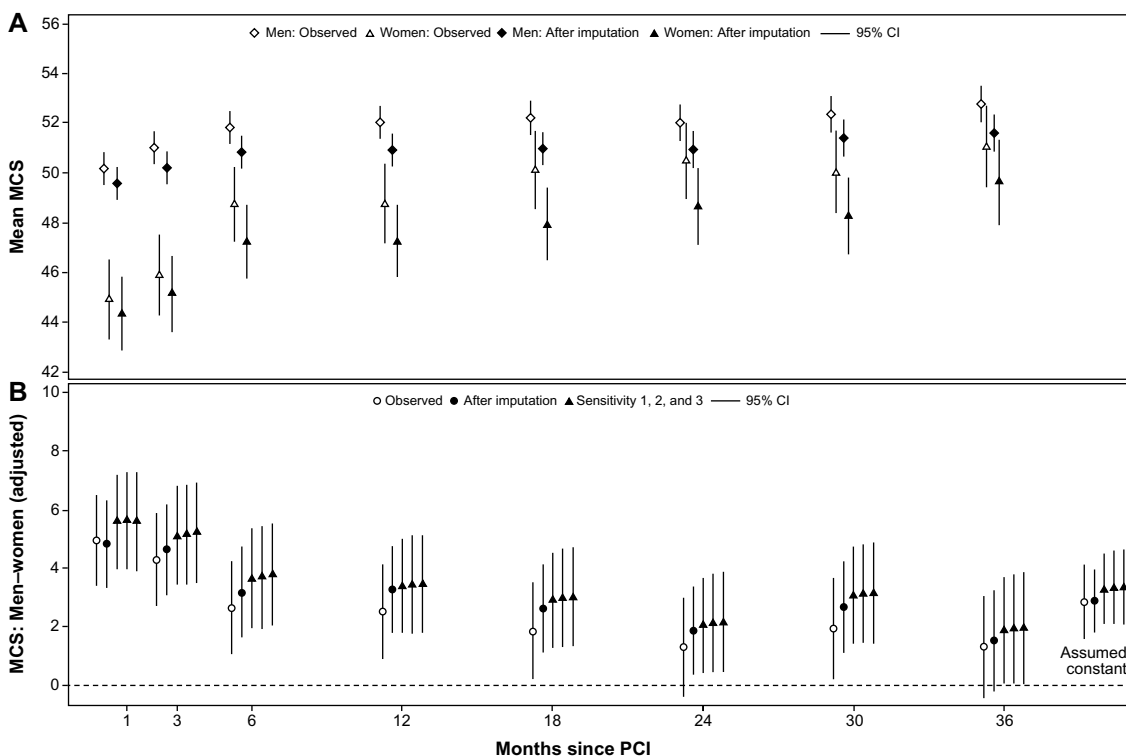 A
56
54
52
50
48
46
44
42
Mean MCS
Men: Observed Women: Observed Men: After imputation Women: After imputation 95% CI
B
10
8
6
4
2
0
MCS: Men–women (adjusted)
Observed After imputation Sensitivity 1, 2, and 3 95% CI
Assumed
constant
1 3 6 12 18 24 30 36
Months since PCI